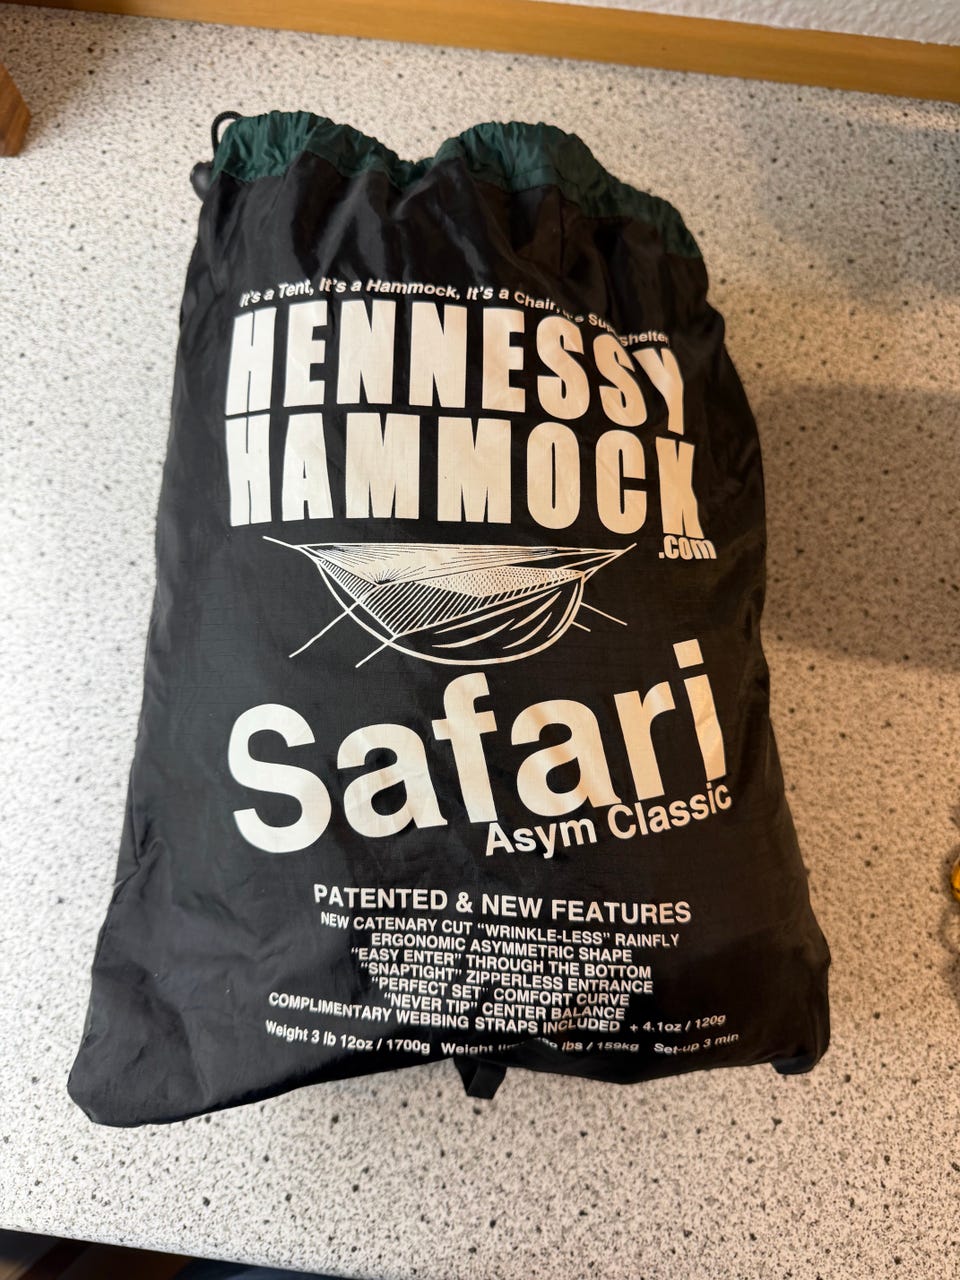 It's a Tent, It's a Hammock, It's a Chair, It's Shelter
HENNESSY
HAMMOCK
.com
Safari
Asym Classic
PATENTED & NEW FEATURES
NEW CATENARY CUT "WRINKLE-LESS" RAINFLY
ERGONOMIC ASYMMETRIC SHAPE
"EASY ENTER" THROUGH THE BOTTOM
"SNAPTIGHT" ZIPPERLESS ENTRANCE
"PERFECT SET" COMFORT CURVE
"NEVER TIP" CENTER BALANCE
COMPLIMENTARY WEBBING STRAPS INCLUDED + 4.1oz / 120g
Weight 3 lb 12oz / 1700g Weight lbs / 159kg Set-up 3 min